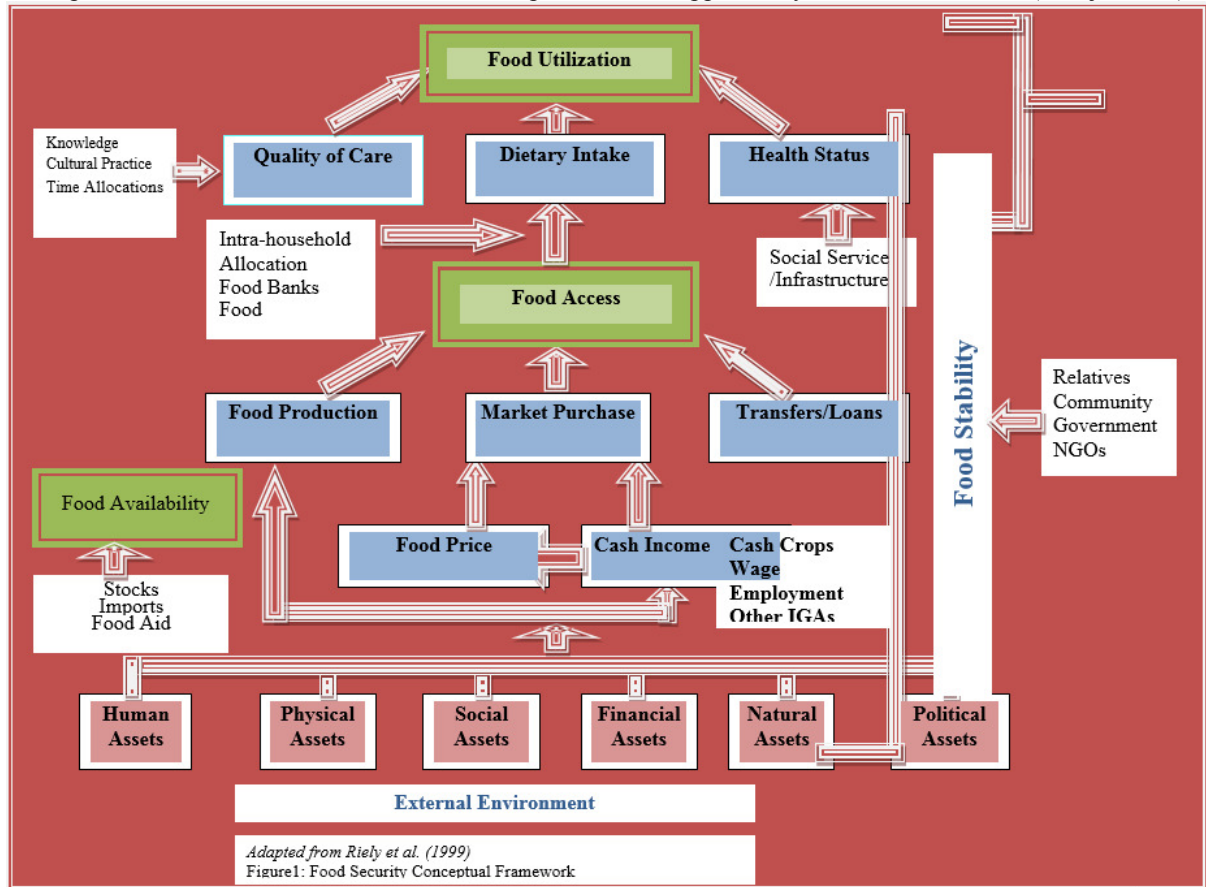 Food Utilization
Knowledge
Cultural Practice
Time Allocations
Quality of Care
Dietary Intake
Health Status
Intra-household
Allocation
Food Banks
Food
Social Service
/Infrastructure
Food Access
Food Stability
Relatives
Community
Government
NGOs
Food Production
Market Purchase
Transfers/Loans
Food Availability
Stocks
Imports
Food Aid
Food Price
Cash Income
Cash Crops
Wage
Employment
Other IGAs
Human
Assets
Physical
Assets
Social
Assets
Financial
Assets
Natural
Assets
Political
Assets
External Environment
Adapted from Riely et al. (1999)
Figure1: Food Security Conceptual Framework